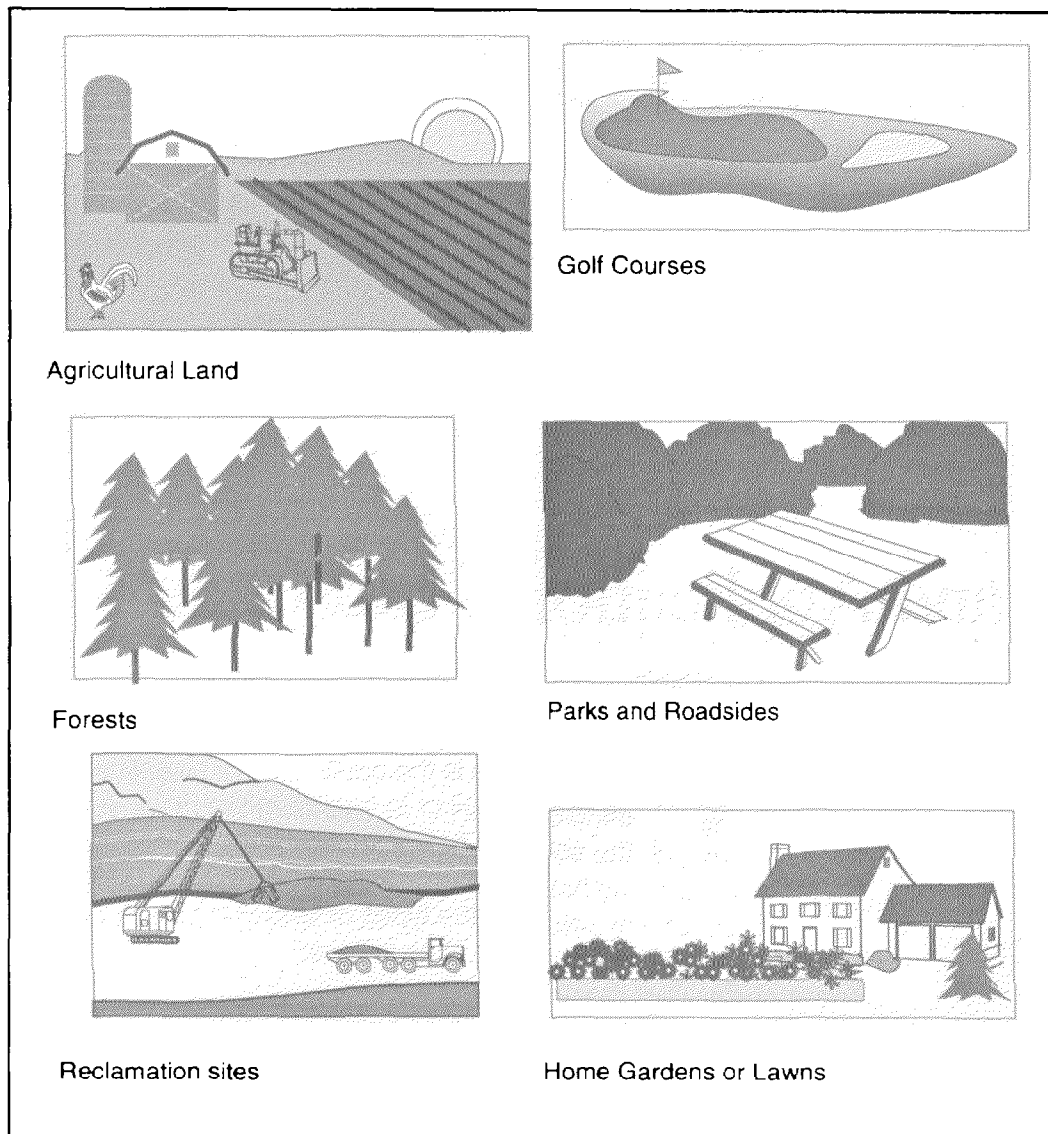 Golf Courses
Agricultural Land
Forests
Parks and Roadsides
Reclamation sites
Home Gardens or Lawns